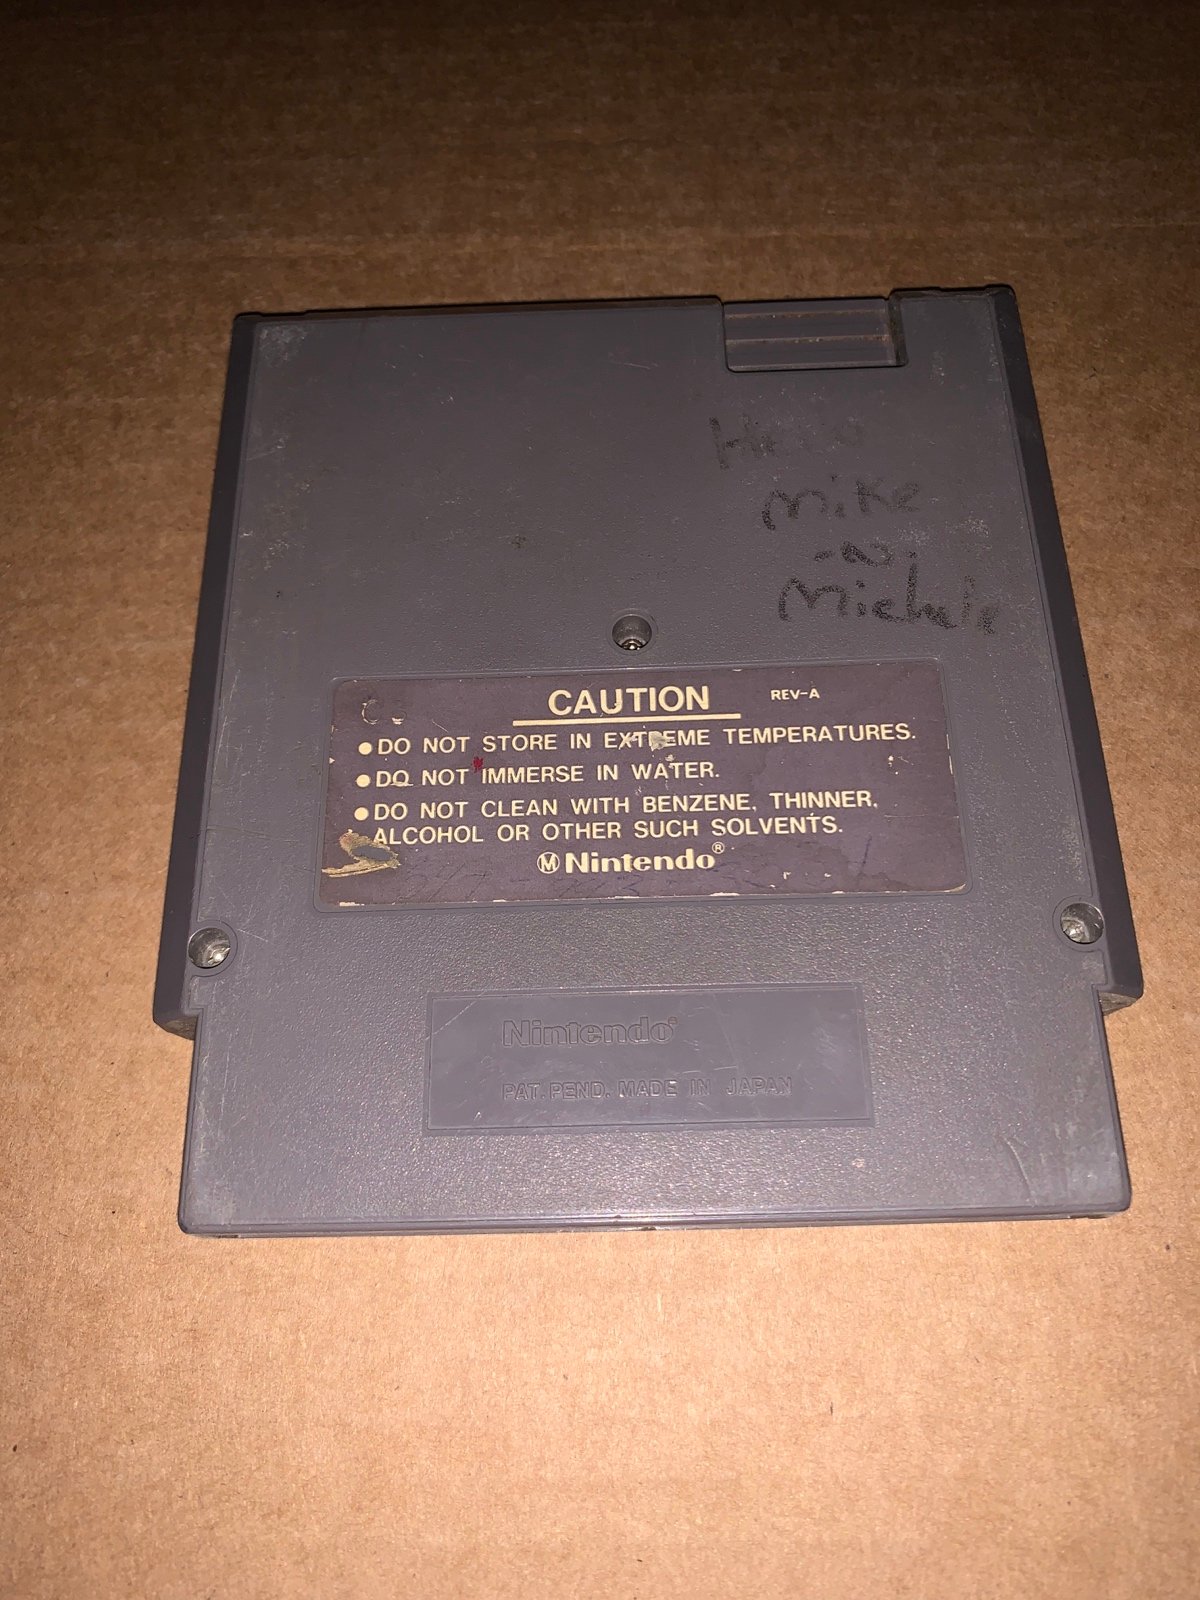 Mike
Michele
CAUTION REV-A
● DO NOT STORE IN EXTREME TEMPERATURES.
● DO NOT IMMERSE IN WATER.
● DO NOT CLEAN WITH BENZENE, THINNER,
ALCOHOL OR OTHER SUCH SOLVENTS.
Ⓜ Nintendo®
Nintendo®
PAT. PEND. MADE IN JAPAN